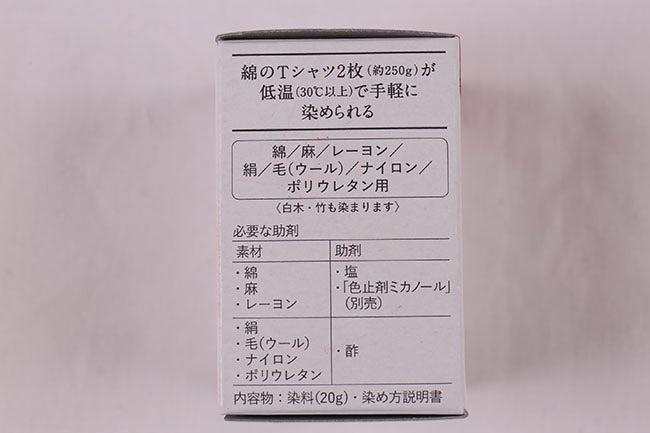 綿のTシャツ2枚(約250g)が
低温(30℃以上)で手軽に
染められる
綿／麻／レーヨン／
絹／毛(ウール)／ナイロン／
ポリウレタン用
〈白木・竹も染まります〉
必要な助剤
素材 助剤
・綿 ・塩
・麻 ・「色止剤ミカノール」
・レーヨン (別売)
・絹
・毛(ウール) ・酢
・ナイロン
・ポリウレタン
内容物：染料(20g)・染め方説明書